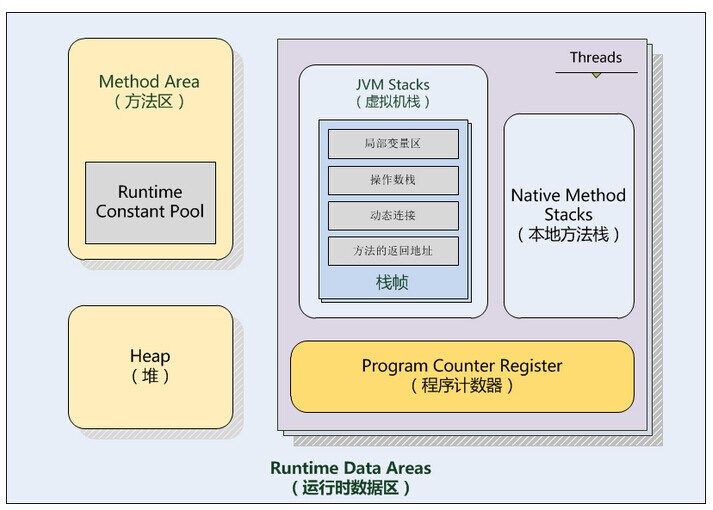 Method Area
（方法区）
Runtime
Constant Pool
Heap
（堆）
Threads
JVM Stacks
（虚拟机栈）
局部变量区
操作数栈
动态连接
方法的返回地址
栈帧
Native Method
Stacks
（本地方法栈）
Program Counter Register
（程序计数器）
Runtime Data Areas
（运行时数据区）